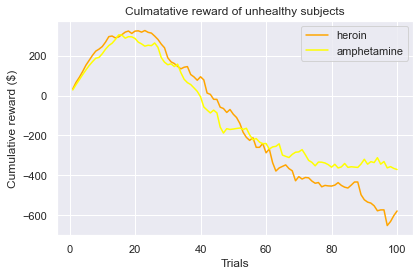 Culmatative reward of unhealthy subjects
heroin
amphetamine
Cumulative reward ($)
200
0
−200
−400
−600
0
20
40
60
80
100
Trials